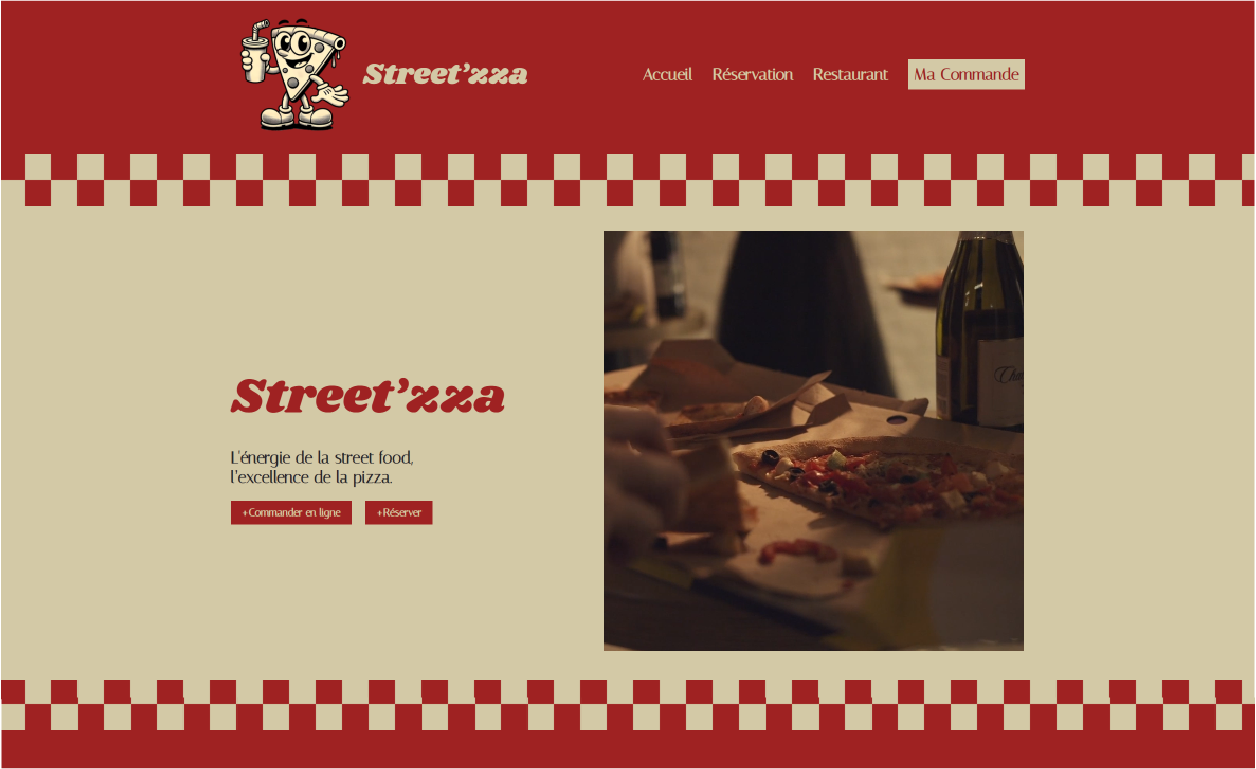 Street’zza
Accueil
Réservation
Restaurant
Ma Commande
Street’zza
L'énergie de la street food,
l'excellence de la pizza.
+Commander en ligne
+Réserver